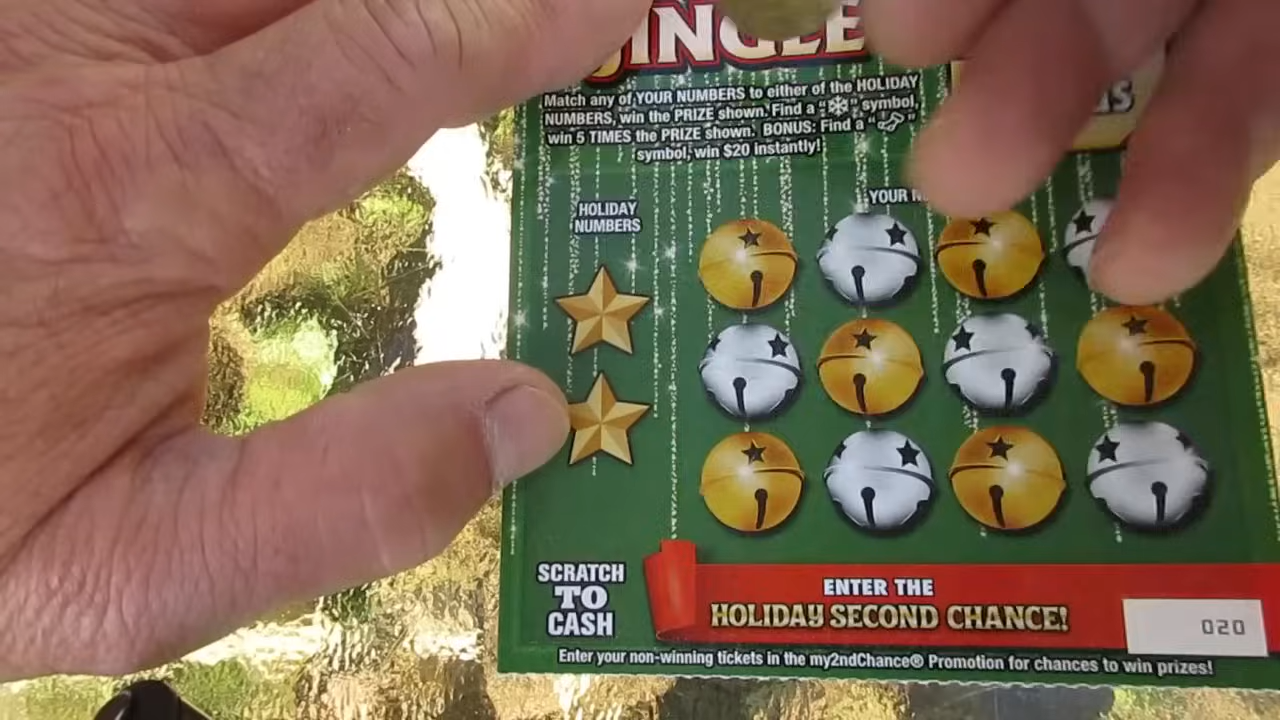 JINGLE
Match any of YOUR NUMBERS to either of the HOLIDAY
NUMBERS, win the PRIZE shown. Find a "❄" symbol,
win 5 TIMES the PRIZE shown. BONUS: Find a " "
symbol, win $20 instantly!
HOLIDAY
NUMBERS
YOUR
SCRATCH
TO
CASH
ENTER THE
HOLIDAY SECOND CHANCE!
020
Enter your non-winning tickets in the my2ndChance® Promotion for chances to win prizes!